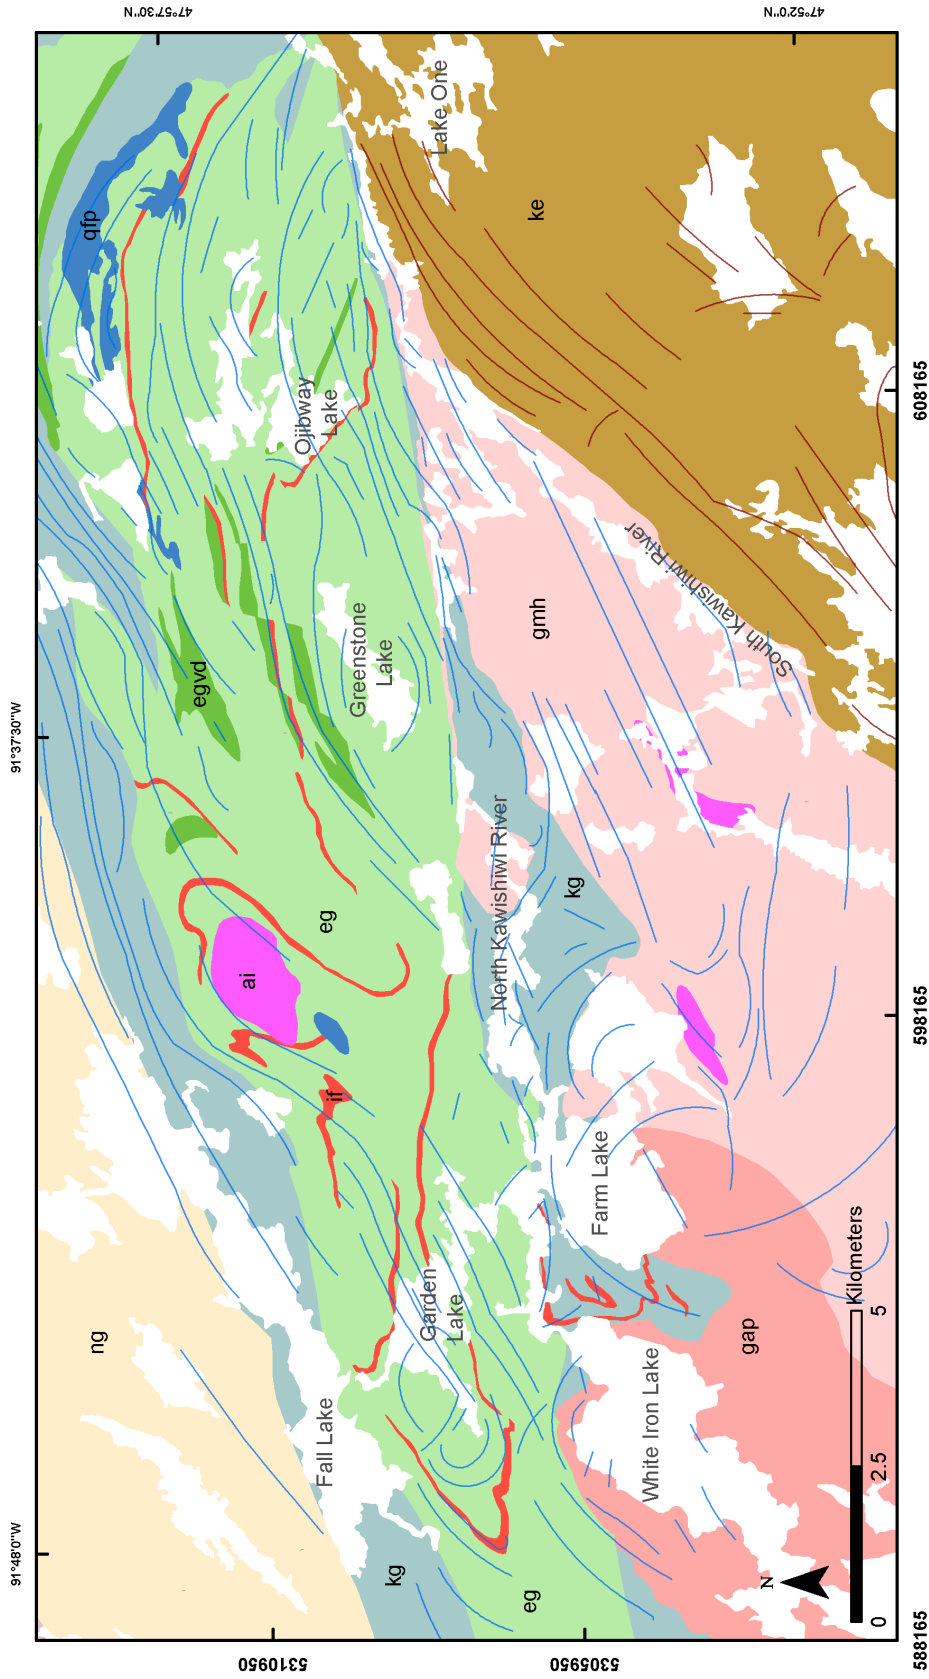 91°48'0"W
91°37'30"W
47°57'30"N
47°52'0"N
5310950
5305950
588165
598165
608165
ng
qfp
egvd
ai
eg
if
Ojibway
Lake
Greenstone
Lake
Lake One
ke
gmh
South Kawishiwi River
North Kawishiwi River
kg
Fall Lake
Garden
Lake
Farm Lake
White Iron Lake
gap
kg
eg
N
0
2.5
5
Kilometers